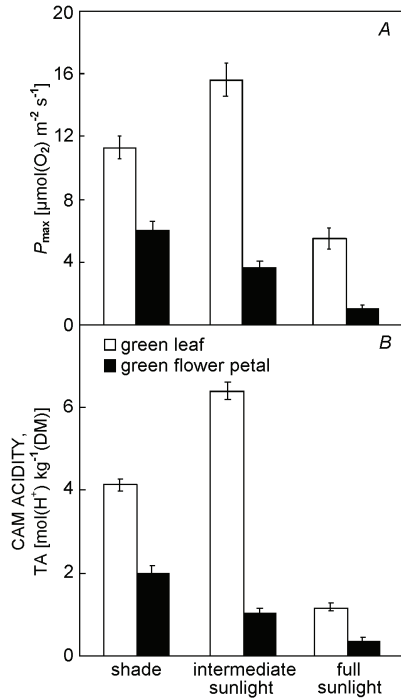 20
A
16
12
8
4
0
Pmax [µmol(O2) m⁻² s⁻¹]
green leaf
B
green flower petal
6
4
2
0
CAM ACIDITY,
TA [mol(H⁺) kg⁻¹(DM)]
shade
intermediate
sunlight
full
sunlight